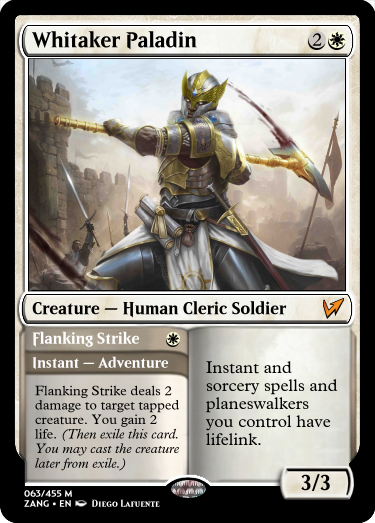 Whitaker Paladin 2
Creature — Human Cleric Soldier
Flanking Strike
Instant — Adventure
Flanking Strike deals 2
damage to target tapped
creature. You gain 2
life. (Then exile this card.
You may cast the creature
later from exile.)
Instant and
sorcery spells and
planeswalkers
you control have
lifelink.
3/3
063/455 M
ZANG • EN Diego Lafuente